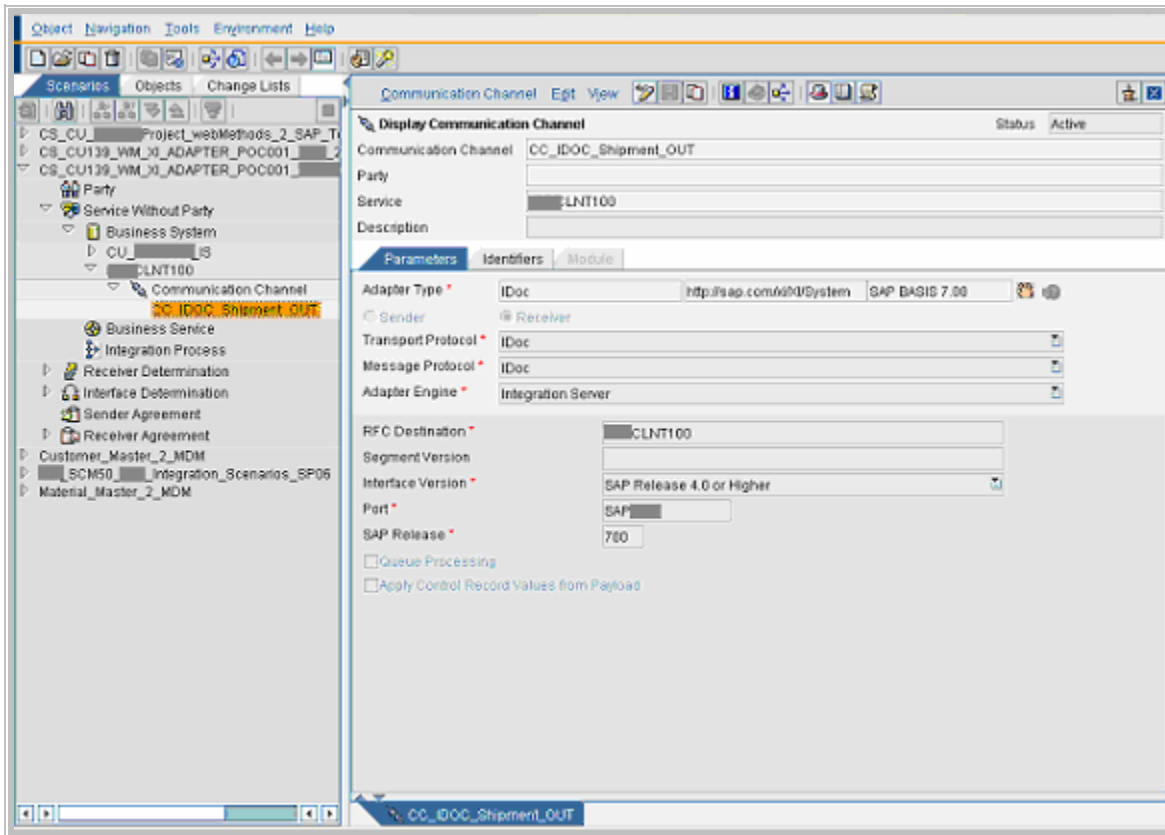 Object Navigation Tools Environment Help
Scenarios Objects Change Lists
CS_CU_ Project_webMethods_2_SAP_T
CS_CU139_WM_XI_ADAPTER_POC001_ _2
CS_CU139_WM_XI_ADAPTER_POC001_
Party
Service Without Party
Business System
CU_ _IS
CLNT100
Communication Channel
CC_IDOC_Shipment_OUT
Business Service
Integration Process
Receiver Determination
Interface Determination
Sender Agreement
Receiver Agreement
Customer_Master_2_MDM
_SCM50_ _Integration_Scenarios_SP06
Material_Master_2_MDM
Communication Channel Edit View
Display Communication Channel Status Active
Communication Channel CC_IDOC_Shipment_OUT
Party
Service CLNT100
Description
Parameters Identifiers Module
Adapter Type * IDoc http://sap.com/xi/XI/System SAP BASIS 7.00
Sender Receiver
Transport Protocol * IDoc
Message Protocol * IDoc
Adapter Engine * Integration Server
RFC Destination * CLNT100
Segment Version
Interface Version * SAP Release 4.0 or Higher
Port * SAP
SAP Release * 700
Queue Processing
Apply Control Record Values from Payload
CC_IDOC_Shipment_OUT